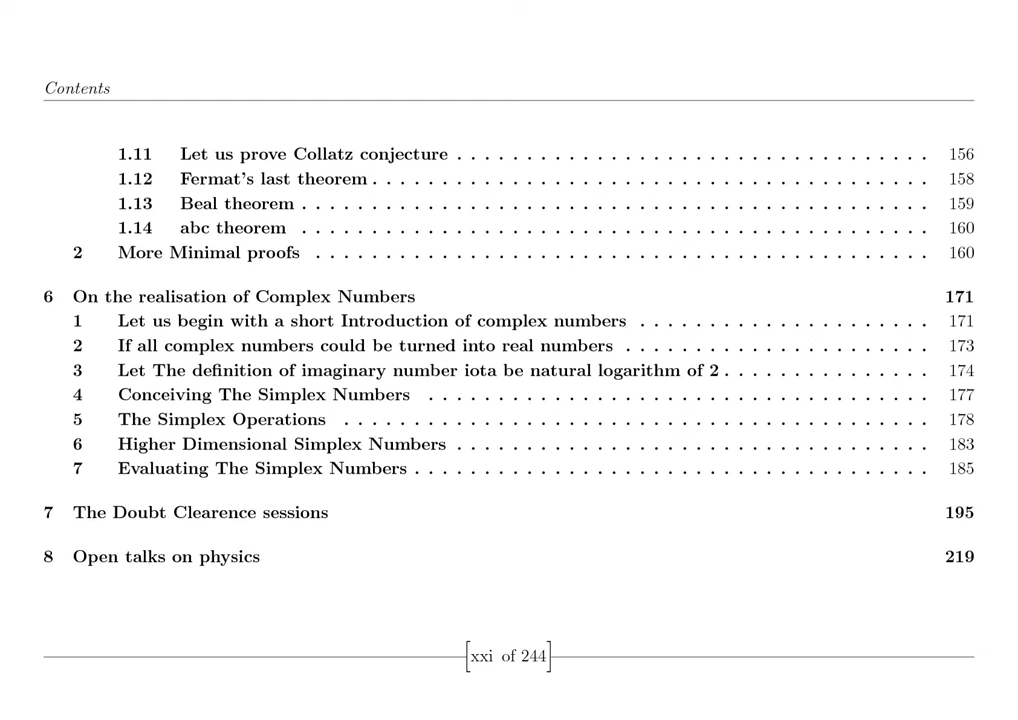 Contents
1.11 Let us prove Collatz conjecture . . . . . . . . . . . . . . . . . . . . . . . . . . . . . . . . . . 156
1.12 Fermat's last theorem . . . . . . . . . . . . . . . . . . . . . . . . . . . . . . . . . . . . . . . . 158
1.13 Beal theorem . . . . . . . . . . . . . . . . . . . . . . . . . . . . . . . . . . . . . . . . . . . . . 159
1.14 abc theorem . . . . . . . . . . . . . . . . . . . . . . . . . . . . . . . . . . . . . . . . . . . . . 160
2 More Minimal proofs . . . . . . . . . . . . . . . . . . . . . . . . . . . . . . . . . . . . . . . . . . . . 160
6 On the realisation of Complex Numbers 171
1 Let us begin with a short Introduction of complex numbers . . . . . . . . . . . . . . . . . . . . . 171
2 If all complex numbers could be turned into real numbers . . . . . . . . . . . . . . . . . . . . . . 173
3 Let The definition of imaginary number iota be natural logarithm of 2 . . . . . . . . . . . . . . . 174
4 Conceiving The Simplex Numbers . . . . . . . . . . . . . . . . . . . . . . . . . . . . . . . . . . . . 177
5 The Simplex Operations . . . . . . . . . . . . . . . . . . . . . . . . . . . . . . . . . . . . . . . . . . 178
6 Higher Dimensional Simplex Numbers . . . . . . . . . . . . . . . . . . . . . . . . . . . . . . . . . . 183
7 Evaluating The Simplex Numbers . . . . . . . . . . . . . . . . . . . . . . . . . . . . . . . . . . . . . 185
7 The Doubt Clearence sessions 195
8 Open talks on physics 219
[xxi of 244]